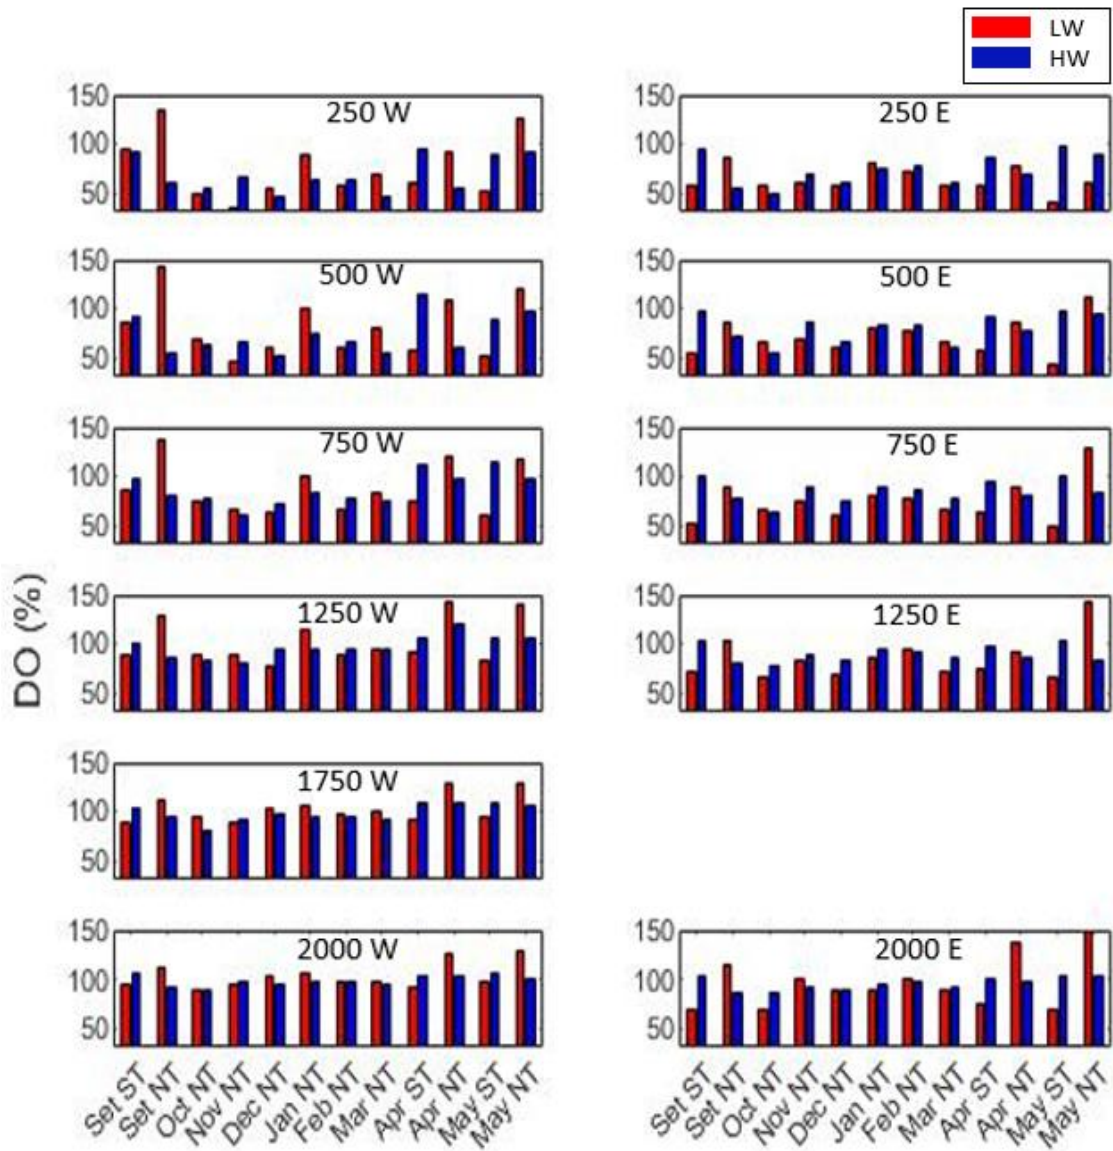 LW
HW
150
100
50
250 W
150
100
50
250 E
150
100
50
500 W
150
100
50
500 E
150
100
50
750 W
150
100
50
750 E
DO (%)
150
100
50
1250 W
150
100
50
1250 E
150
100
50
1750 W
150
100
50
2000 W
150
100
50
2000 E
Set ST
Set NT
Oct NT
Nov NT
Dec NT
Jan NT
Feb NT
Mar NT
Apr ST
Apr NT
May ST
May NT
Set ST
Set NT
Oct NT
Nov NT
Dec NT
Jan NT
Feb NT
Mar NT
Apr ST
Apr NT
May ST
May NT